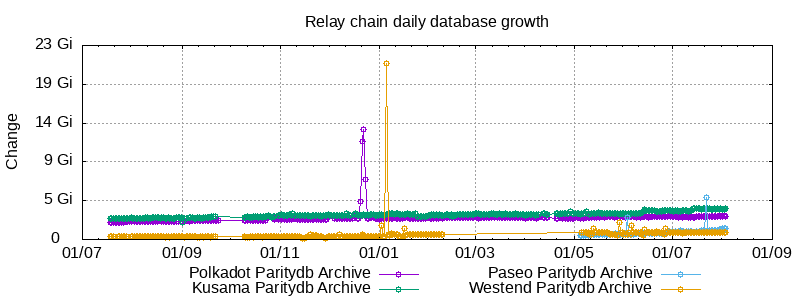 Relay chain daily database growth
23 Gi
19 Gi
14 Gi
9 Gi
5 Gi
0
Change
01/07 01/09 01/11 01/01 01/03 01/05 01/07 01/09
Polkadot Paritydb Archive Paseo Paritydb Archive
Kusama Paritydb Archive Westend Paritydb Archive